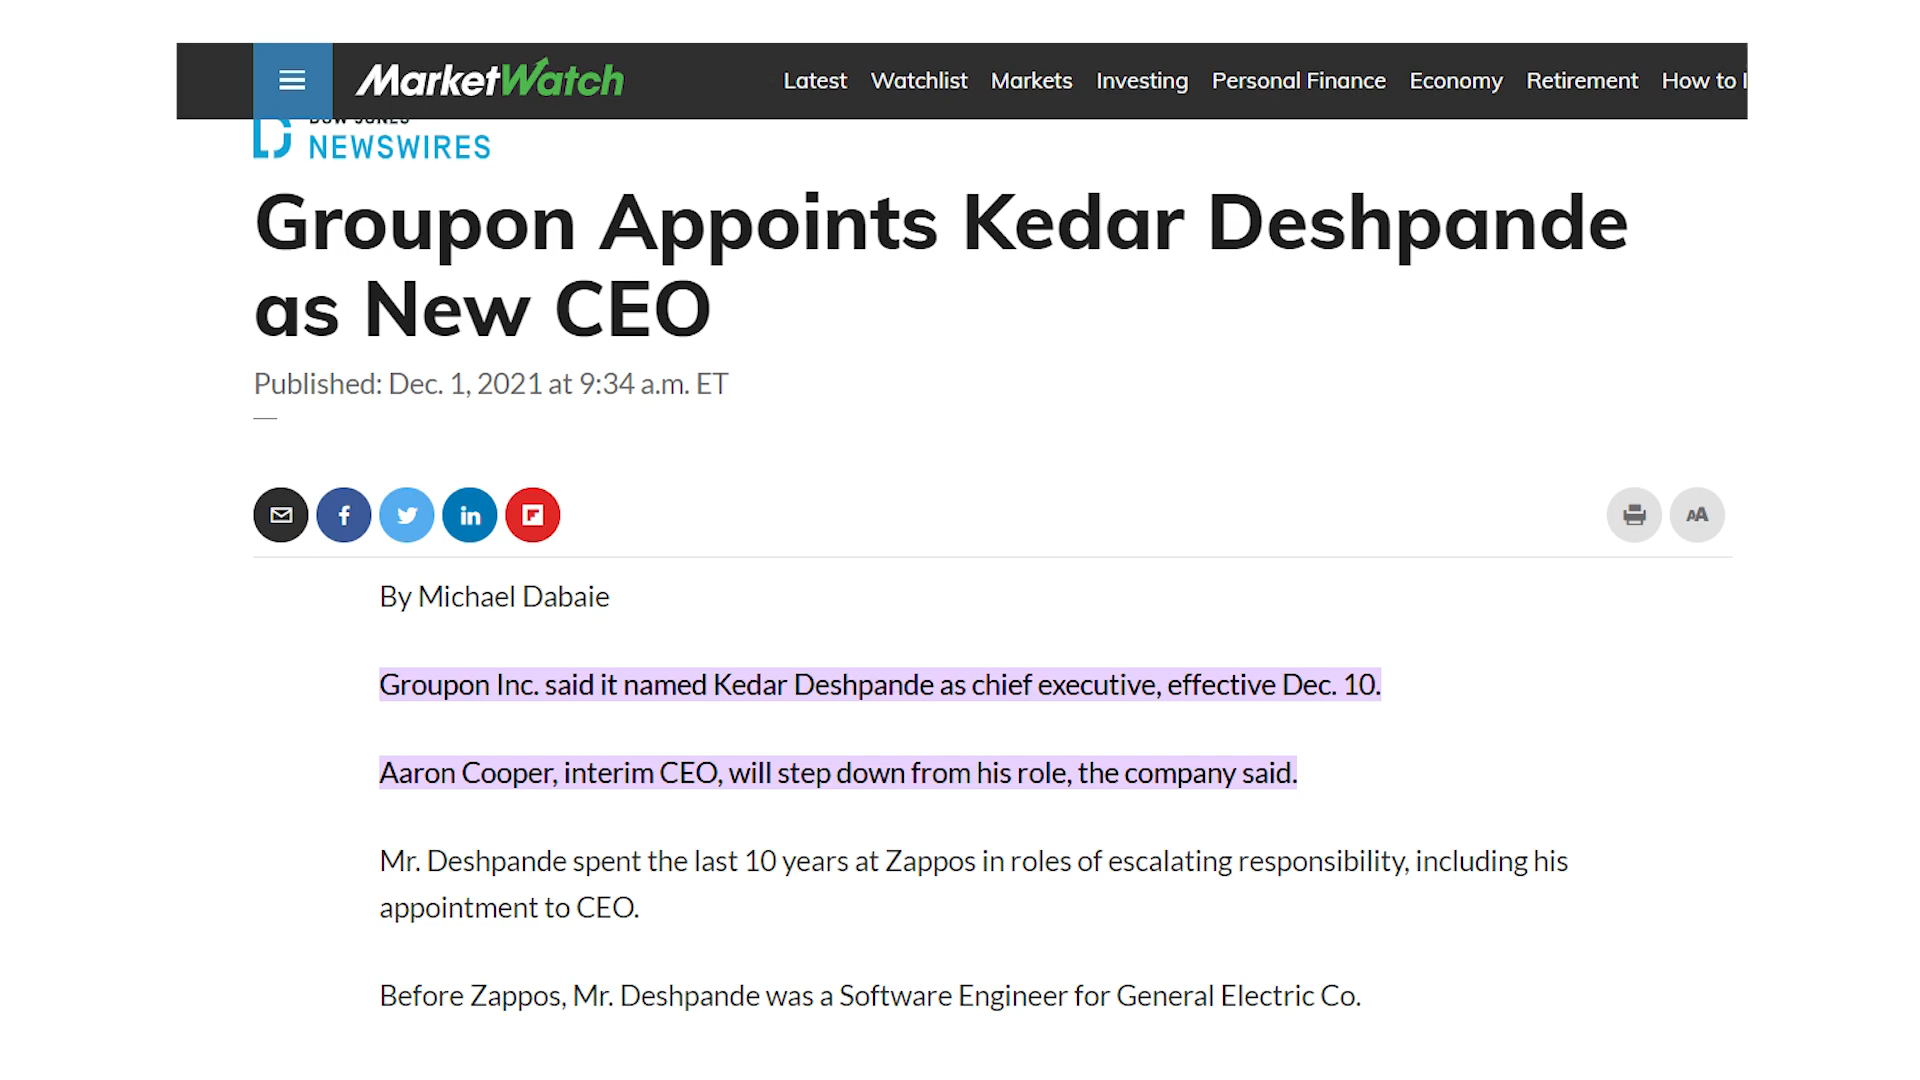 MarketWatch
Latest Watchlist Markets Investing Personal Finance Economy Retirement How to
DOW JONES
NEWSWIRES
Groupon Appoints Kedar Deshpande
as New CEO
Published: Dec. 1, 2021 at 9:34 a.m. ET
By Michael Dabaie
Groupon Inc. said it named Kedar Deshpande as chief executive, effective Dec. 10.
Aaron Cooper, interim CEO, will step down from his role, the company said.
Mr. Deshpande spent the last 10 years at Zappos in roles of escalating responsibility, including his
appointment to CEO.
Before Zappos, Mr. Deshpande was a Software Engineer for General Electric Co.